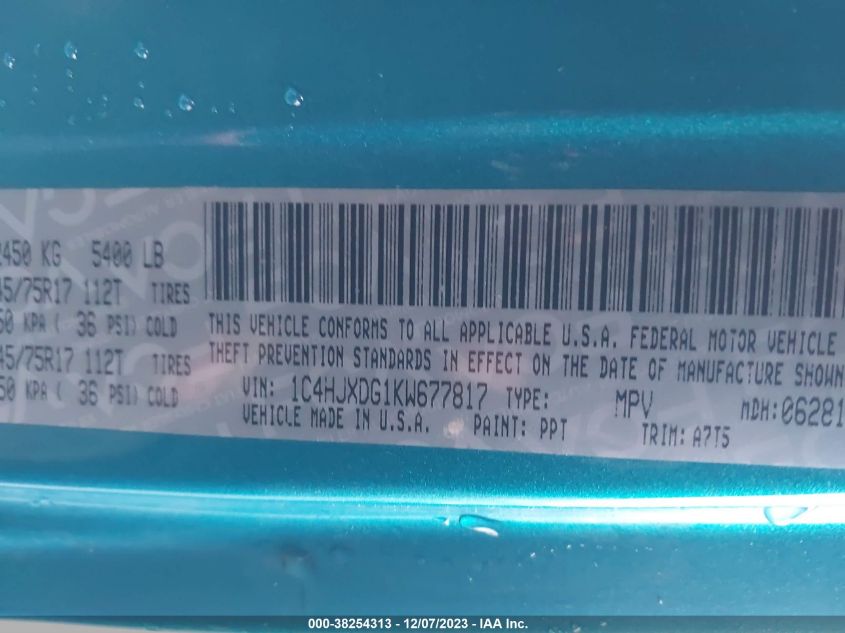 2450 KG 5400 LB
45/75R17 112T TIRES
50 KPA ( 36 PSI) COLD
45/75R17 112T TIRES
50 KPA ( 36 PSI) COLD
THIS VEHICLE CONFORMS TO ALL APPLICABLE U.S.A. FEDERAL MOTOR VEHICLE
THEFT PREVENTION STANDARDS IN EFFECT ON THE DATE OF MANUFACTURE SHOWN
VIN: 1C4HJXDG1KW677817 TYPE: MPV MDH: 06281
VEHICLE MADE IN U.S.A. PAINT: PPT TRIM: A7T5
000-38254313 - 12/07/2023 - IAA Inc.